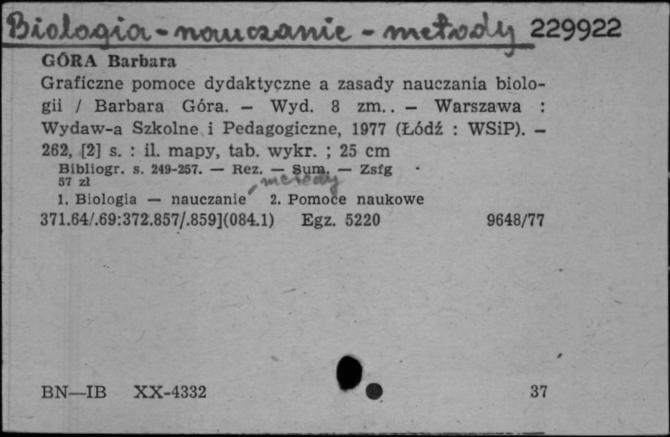 Biologia - nauczanie - metody 229922
GÓRA Barbara
Graficzne pomoce dydaktyczne a zasady nauczania biolo-
gii / Barbara Góra. — Wyd. 8 zm.. — Warszawa :
Wydaw-a Szkolne i Pedagogiczne, 1977 (Łódź : WSiP). —
262, [2] s. : il. mapy, tab. wykr. ; 25 cm
Bibliogr. s. 249-257. — Rez. — Sum. — Zsfg
57 zł
metody
1. Biologia — nauczanie 2. Pomoce naukowe
371.64/.69:372.857/.859](084.1) Egz. 5220 9648/77
BN—IB XX-4332 37